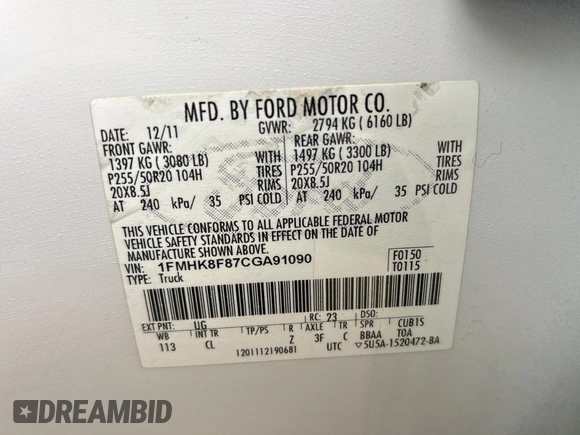 MFD. BY FORD MOTOR CO.
DATE: 12/11 GVWR: 2794 KG ( 6160 LB)
FRONT GAWR: REAR GAWR:
1397 KG ( 3080 LB) WITH 1497 KG ( 3300 LB) WITH
P255/50R20 104H TIRES P255/50R20 104H TIRES
20X8.5J RIMS 20X8.5J RIMS
AT 240 kPa/ 35 PSI COLD AT 240 kPa/ 35 PSI COLD
THIS VEHICLE CONFORMS TO ALL APPLICABLE FEDERAL MOTOR
VEHICLE SAFETY STANDARDS IN EFFECT ON THE DATE OF
MANUFACTURE SHOWN ABOVE.
VIN: 1FMHK8F87CGA91090 F0150
TYPE: Truck T0115
EXT PNT: UG RC: 23 DSO:
WB INT TR TP/PS R AXLE TR SPR CUB1S
113 CL Z 3F C BBAA TOA
1201112190681 UTC 5U5A-1520472-BA
DREAMBID